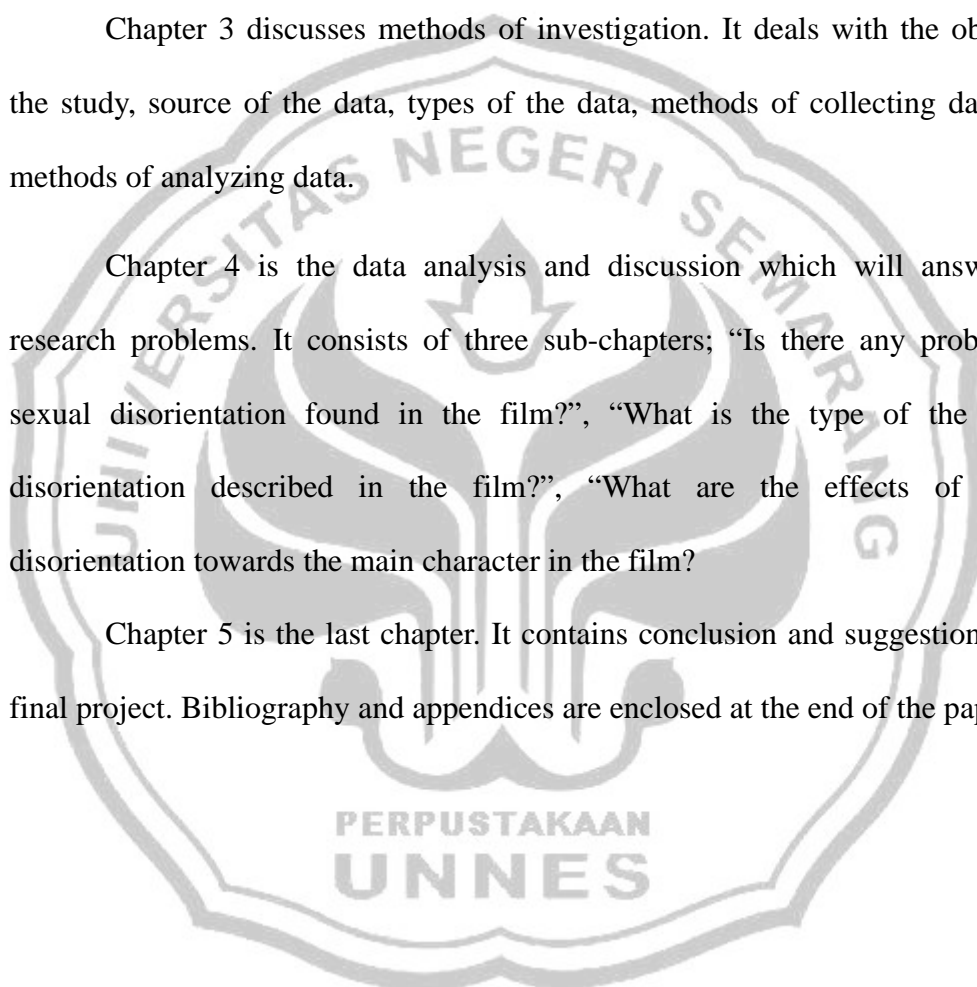 Chapter 3 discusses methods of investigation. It deals with the
the study, source of the data, types of the data, methods of collecting
methods of analyzing data.
Chapter 4 is the data analysis and discussion which will
research problems. It consists of three sub-chapters; “Is there any
sexual disorientation found in the film?”, “What is the type of the
disorientation described in the film?”, “What are the effects of
disorientation towards the main character in the film?
Chapter 5 is the last chapter. It contains conclusion and suggestion
final project. Bibliography and appendices are enclosed at the end of the
UNIVERSITAS NEGERI SEMARANG
PERPUSTAKAAN
UNNES